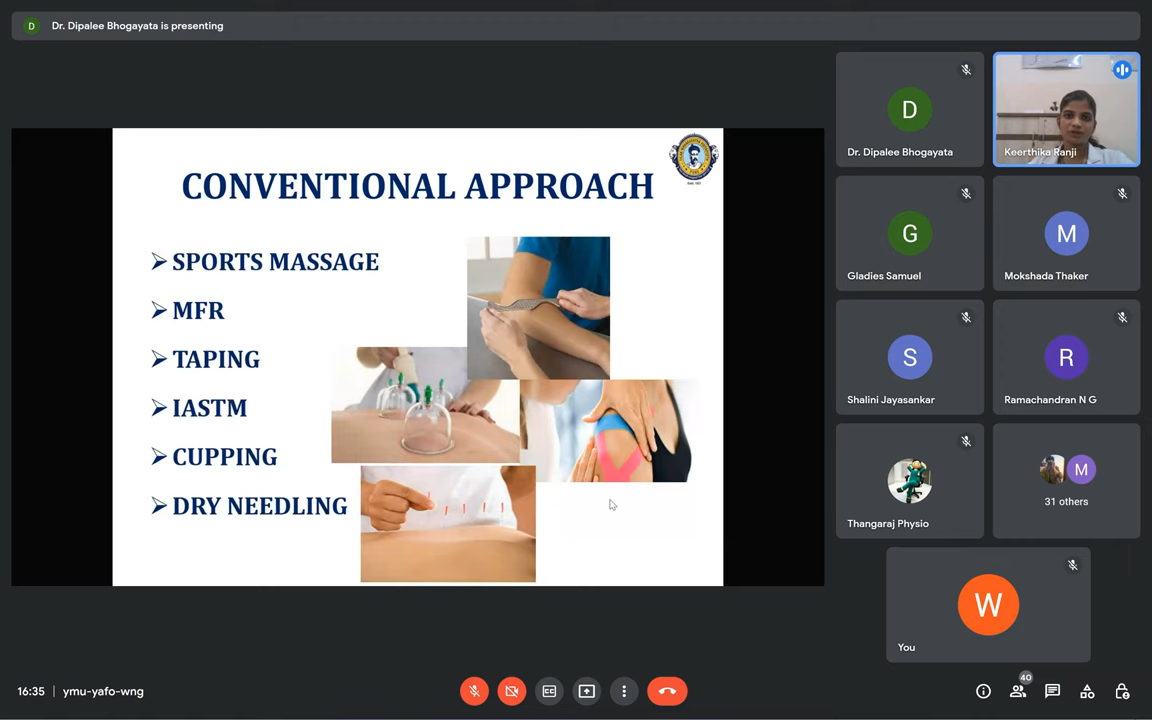 D Dr. Dipalee Bhogayata is presenting
CONVENTIONAL APPROACH
SPORTS MASSAGE
MFR
TAPING
IASTM
CUPPING
DRY NEEDLING
D
Dr. Dipalee Bhogayata
Keerthika Ranji
G
Gladies Samuel
M
Mokshada Thaker
S
Shalini Jayasankar
R
Ramachandran N G
Thangaraj Physio
M
31 others
W
You
16:35 | ymu-yafo-wng
CC
40